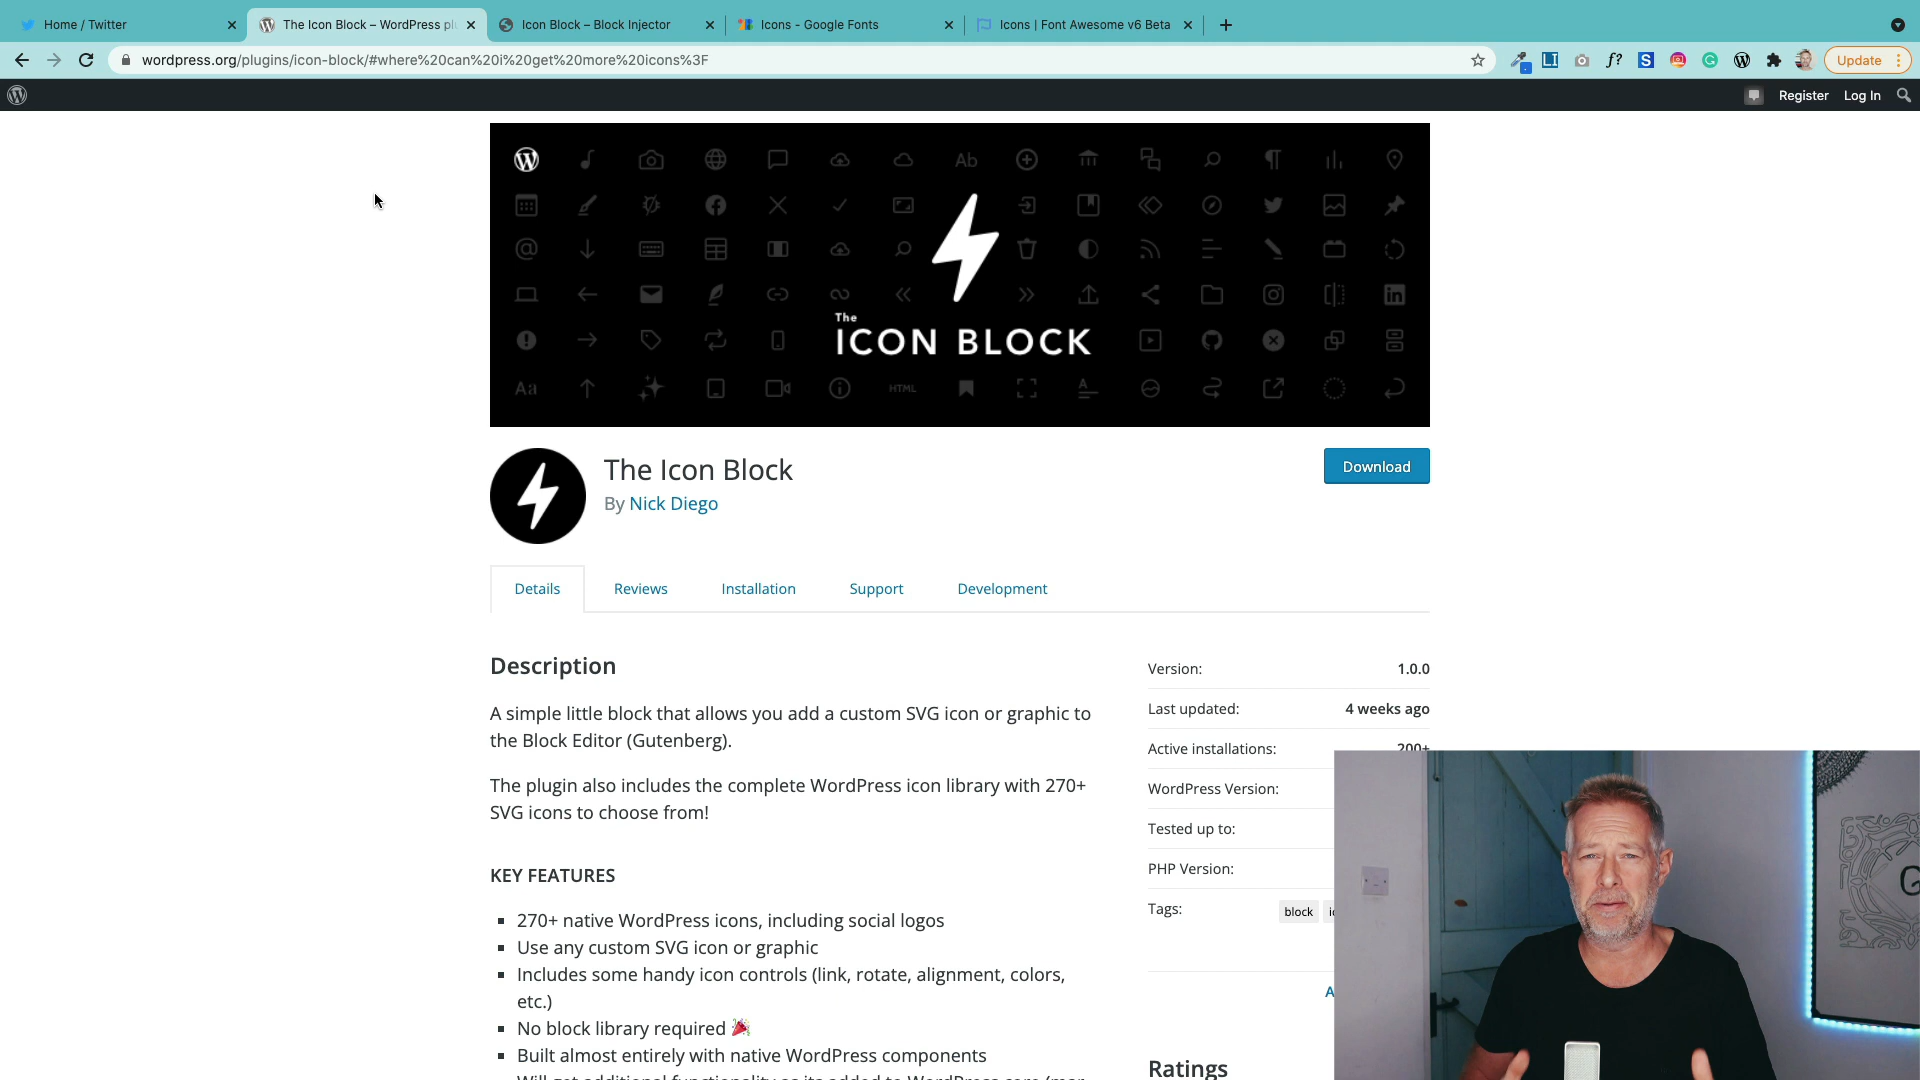 Home / Twitter
The Icon Block – WordPress plu
Icon Block – Block Injector
Icons - Google Fonts
Icons | Font Awesome v6 Beta
wordpress.org/plugins/icon-block/#where%20can%20i%20get%20more%20icons%3F
f?
Update
Register
Log In
Ab
Aa
HTML
The
ICON BLOCK
The Icon Block
By Nick Diego
Download
Details
Reviews
Installation
Support
Development
Description
A simple little block that allows you add a custom SVG icon or graphic to
the Block Editor (Gutenberg).
The plugin also includes the complete WordPress icon library with 270+
SVG icons to choose from!
KEY FEATURES
270+ native WordPress icons, including social logos
Use any custom SVG icon or graphic
Includes some handy icon controls (link, rotate, alignment, colors,
etc.)
No block library required
Built almost entirely with native WordPress components
Version: 1.0.0
Last updated: 4 weeks ago
Active installations: 200+
WordPress Version:
Tested up to:
PHP Version:
Tags: block
Ratings